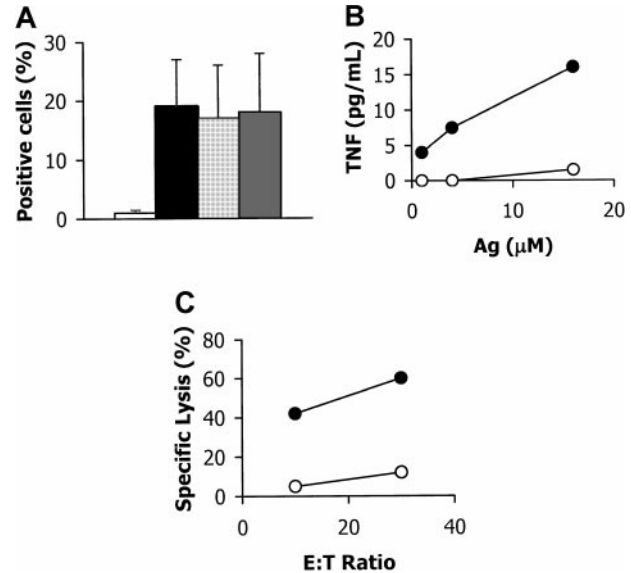 A
Positive cells (%)
30
20
10
0
B
TNF (pg/mL)
20
15
10
5
0
0 10 20
Ag (μM)
C
Specific Lysis (%)
80
60
40
20
0
0 20 40
E:T Ratio